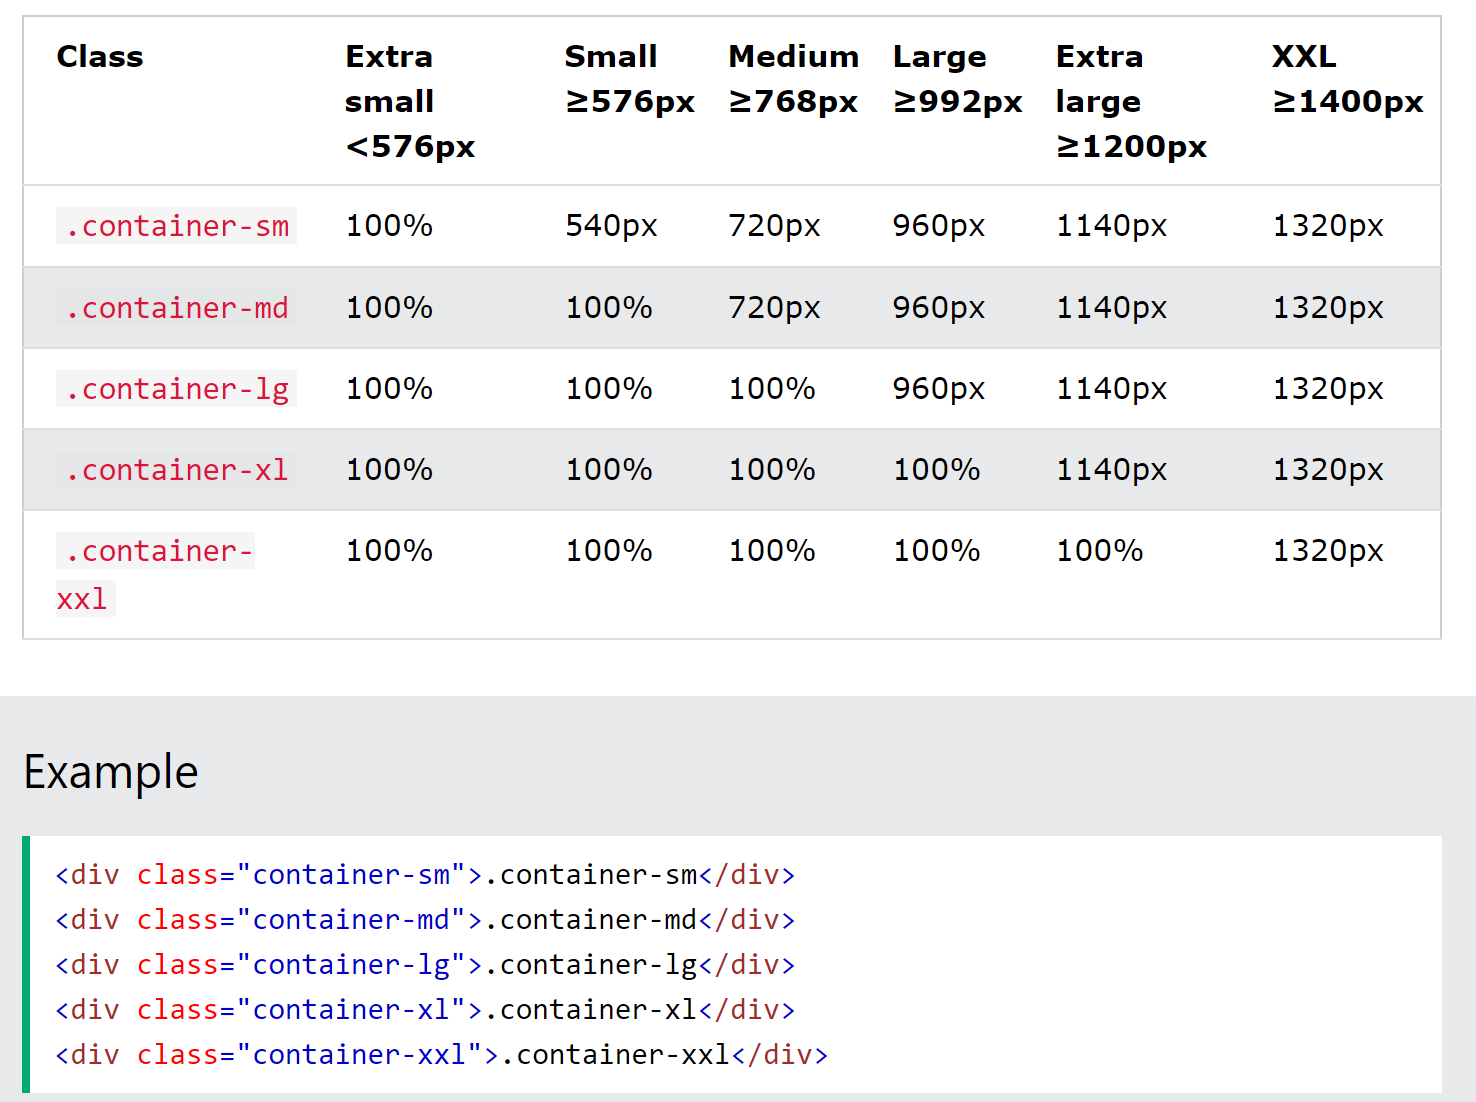 Class Extra small <576px Small ≥576px Medium ≥768px Large ≥992px Extra large ≥1200px XXL ≥1400px
.container-sm 100% 540px 720px 960px 1140px 1320px
.container-md 100% 100% 720px 960px 1140px 1320px
.container-lg 100% 100% 100% 960px 1140px 1320px
.container-xl 100% 100% 100% 100% 1140px 1320px
.container-xxl 100% 100% 100% 100% 100% 1320px
Example
<div class="container-sm">.container-sm</div>
<div class="container-md">.container-md</div>
<div class="container-lg">.container-lg</div>
<div class="container-xl">.container-xl</div>
<div class="container-xxl">.container-xxl</div>